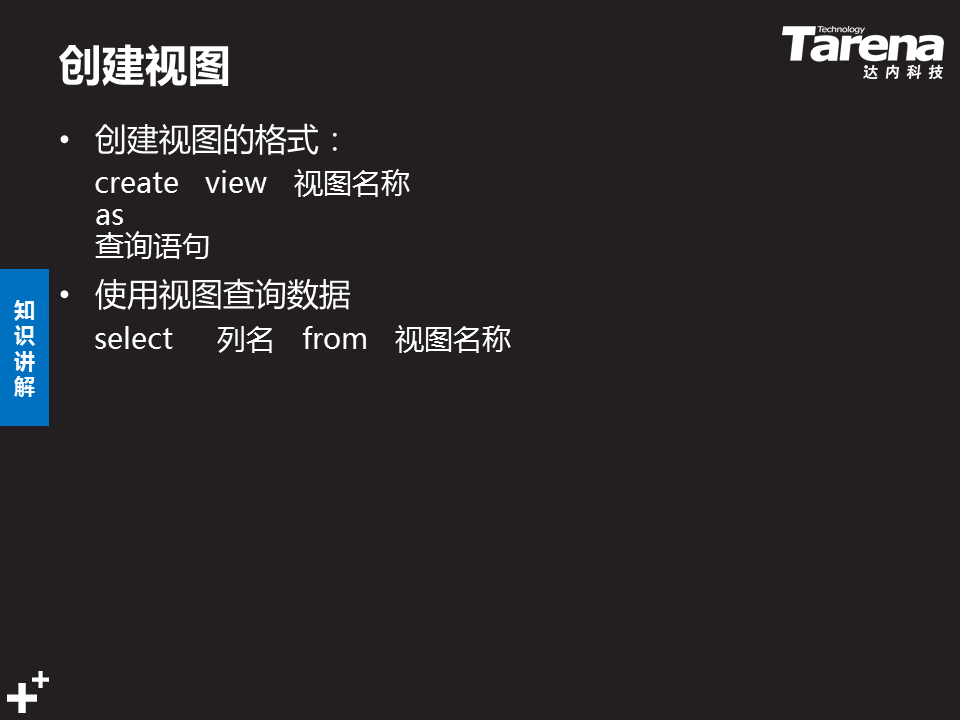 创建视图
Technology
Tarena
达内科技
• 创建视图的格式：
create view 视图名称
as
查询语句
• 使用视图查询数据
select 列名 from 视图名称
知识讲解